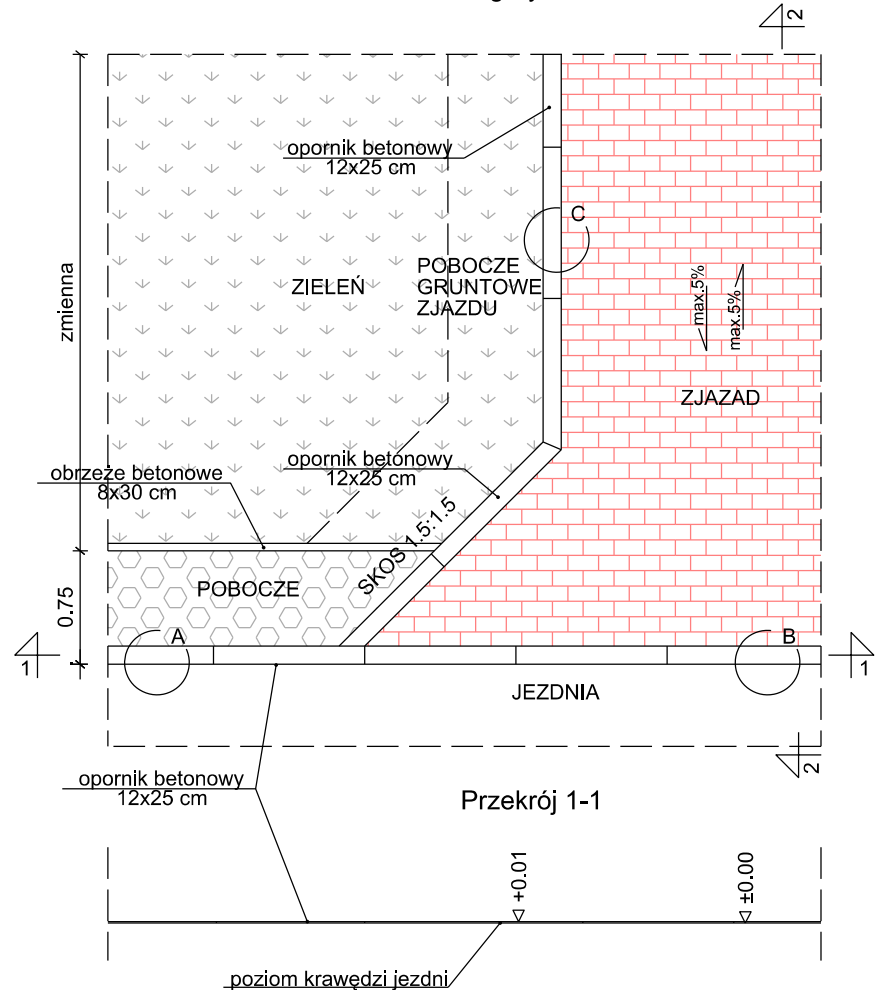 2
opornik betonowy
12x25 cm
C
zmienna
ZIELEŃ
POBOCZE
GRUNTOWE
ZJAZDU
max.5%
max.5%
ZJAZAD
opornik betonowy
12x25 cm
obrzeże betonowe
8x30 cm
SKOS 1.5:1.5
0.75
POBOCZE
A
B
1
1
JEZDNIA
2
opornik betonowy
12x25 cm
Przekrój 1-1
+0.01
±0.00
poziom krawędzi jezdni